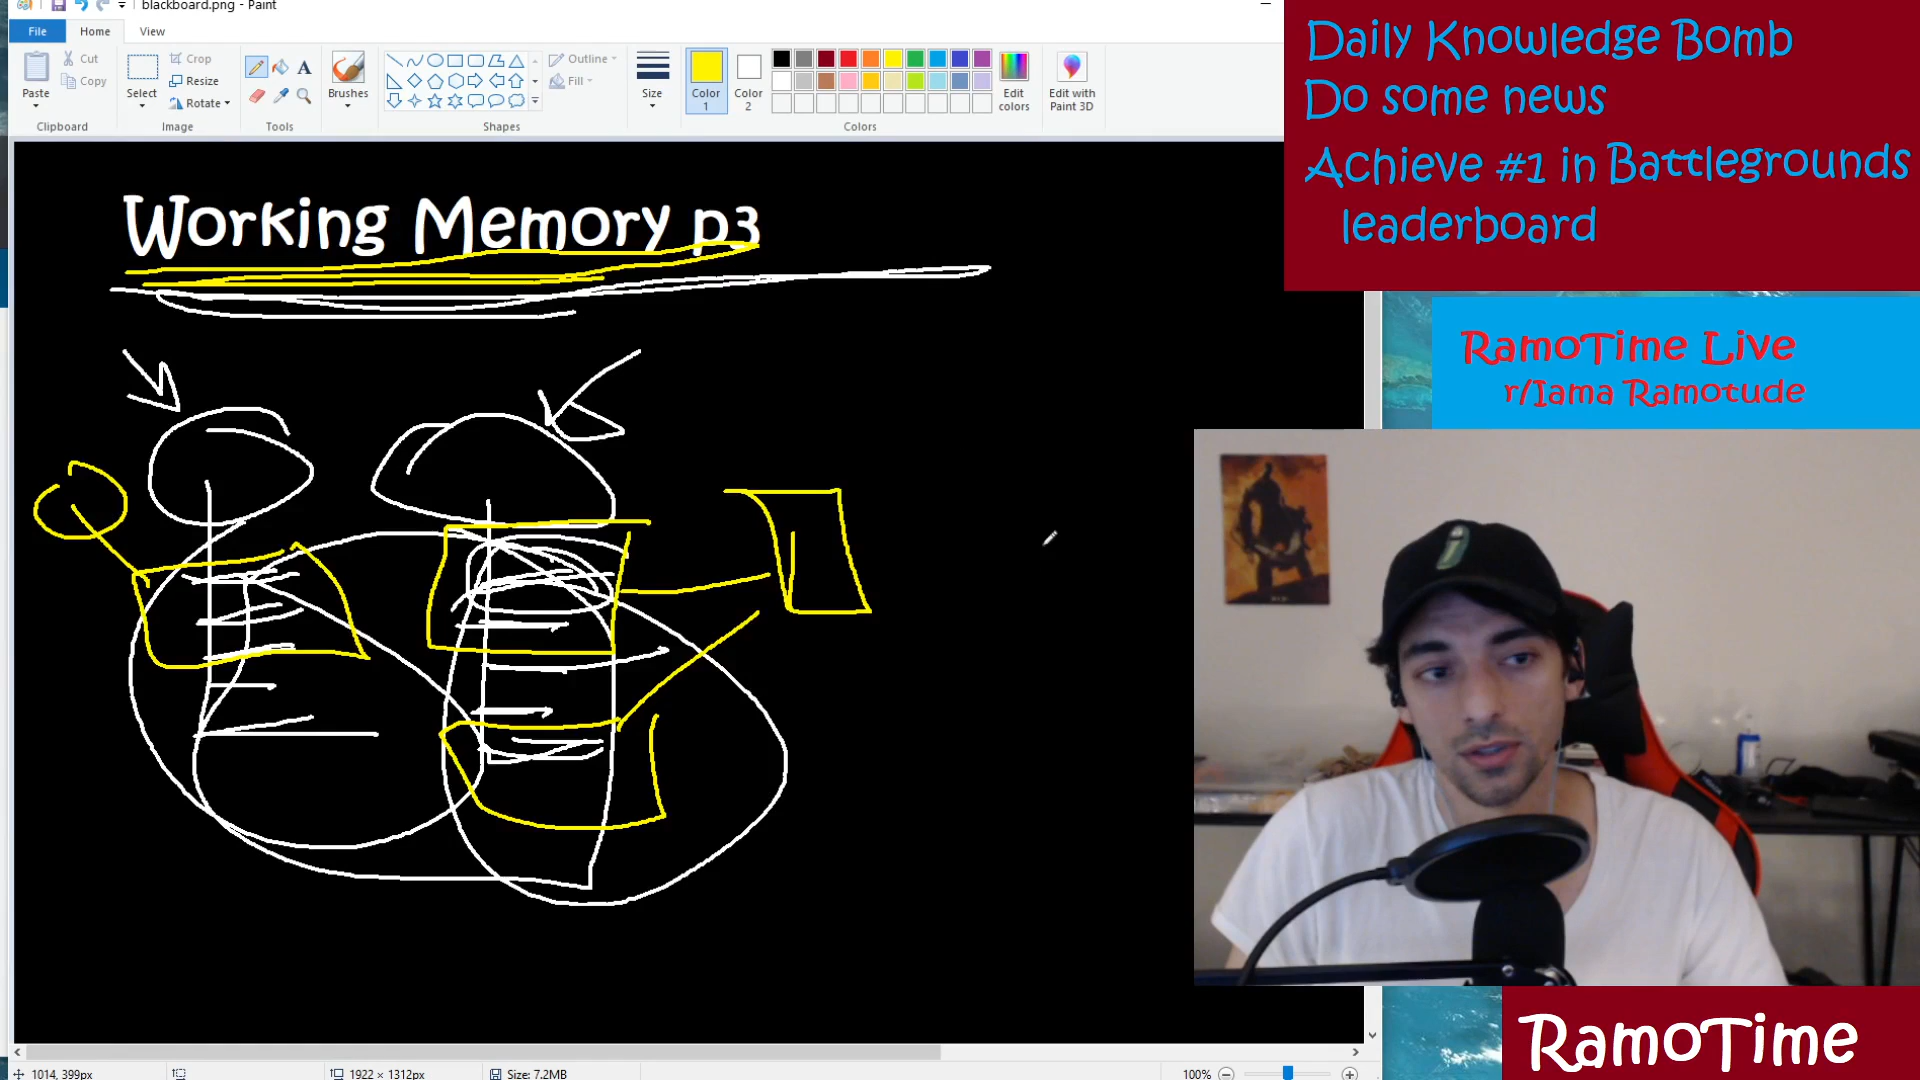 blackboard.png - Paint
File
Home
View
Cut
Copy
Paste
Clipboard
Crop
Resize
Rotate
Select
Image
Tools
Brushes
Outline
Fill
Shapes
Size
Color
1
Color
2
Edit
colors
Edit with
Paint 3D
Colors
Working Memory p3
Daily Knowledge Bomb
Do some news
Achieve #1 in Battlegrounds
leaderboard
RamoTime Live
r/Iama Ramotude
RamoTime
1014, 399px
1922 × 1312px
Size: 7.2MB
100%